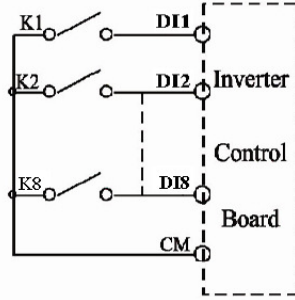 K1 DI1
K2 DI2 Inverter
Control
K8 DI8
Board
CM